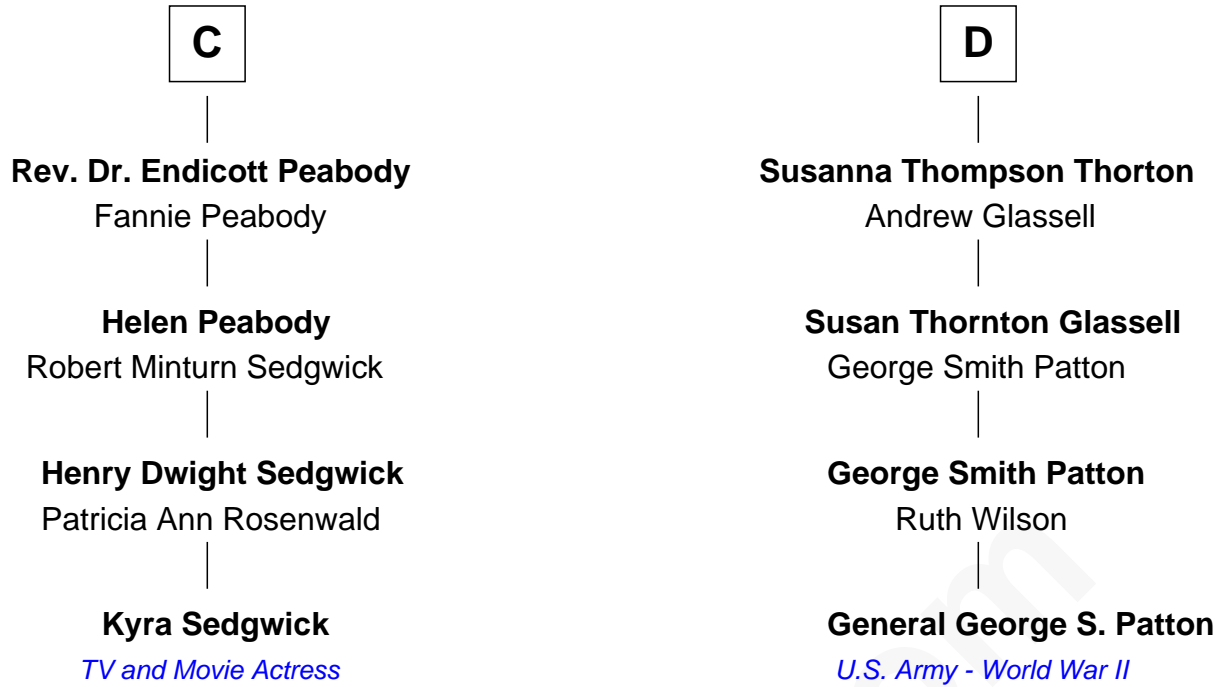 C
Rev. Dr. Endicott Peabody
Fannie Peabody
Helen Peabody
Robert Minturn Sedgwick
Henry Dwight Sedgwick
Patricia Ann Rosenwald
Kyra Sedgwick
TV and Movie Actress
D
Susanna Thompson Thorton
Andrew Glassell
Susan Thornton Glassell
George Smith Patton
George Smith Patton
Ruth Wilson
General George S. Patton
U.S. Army - World War II